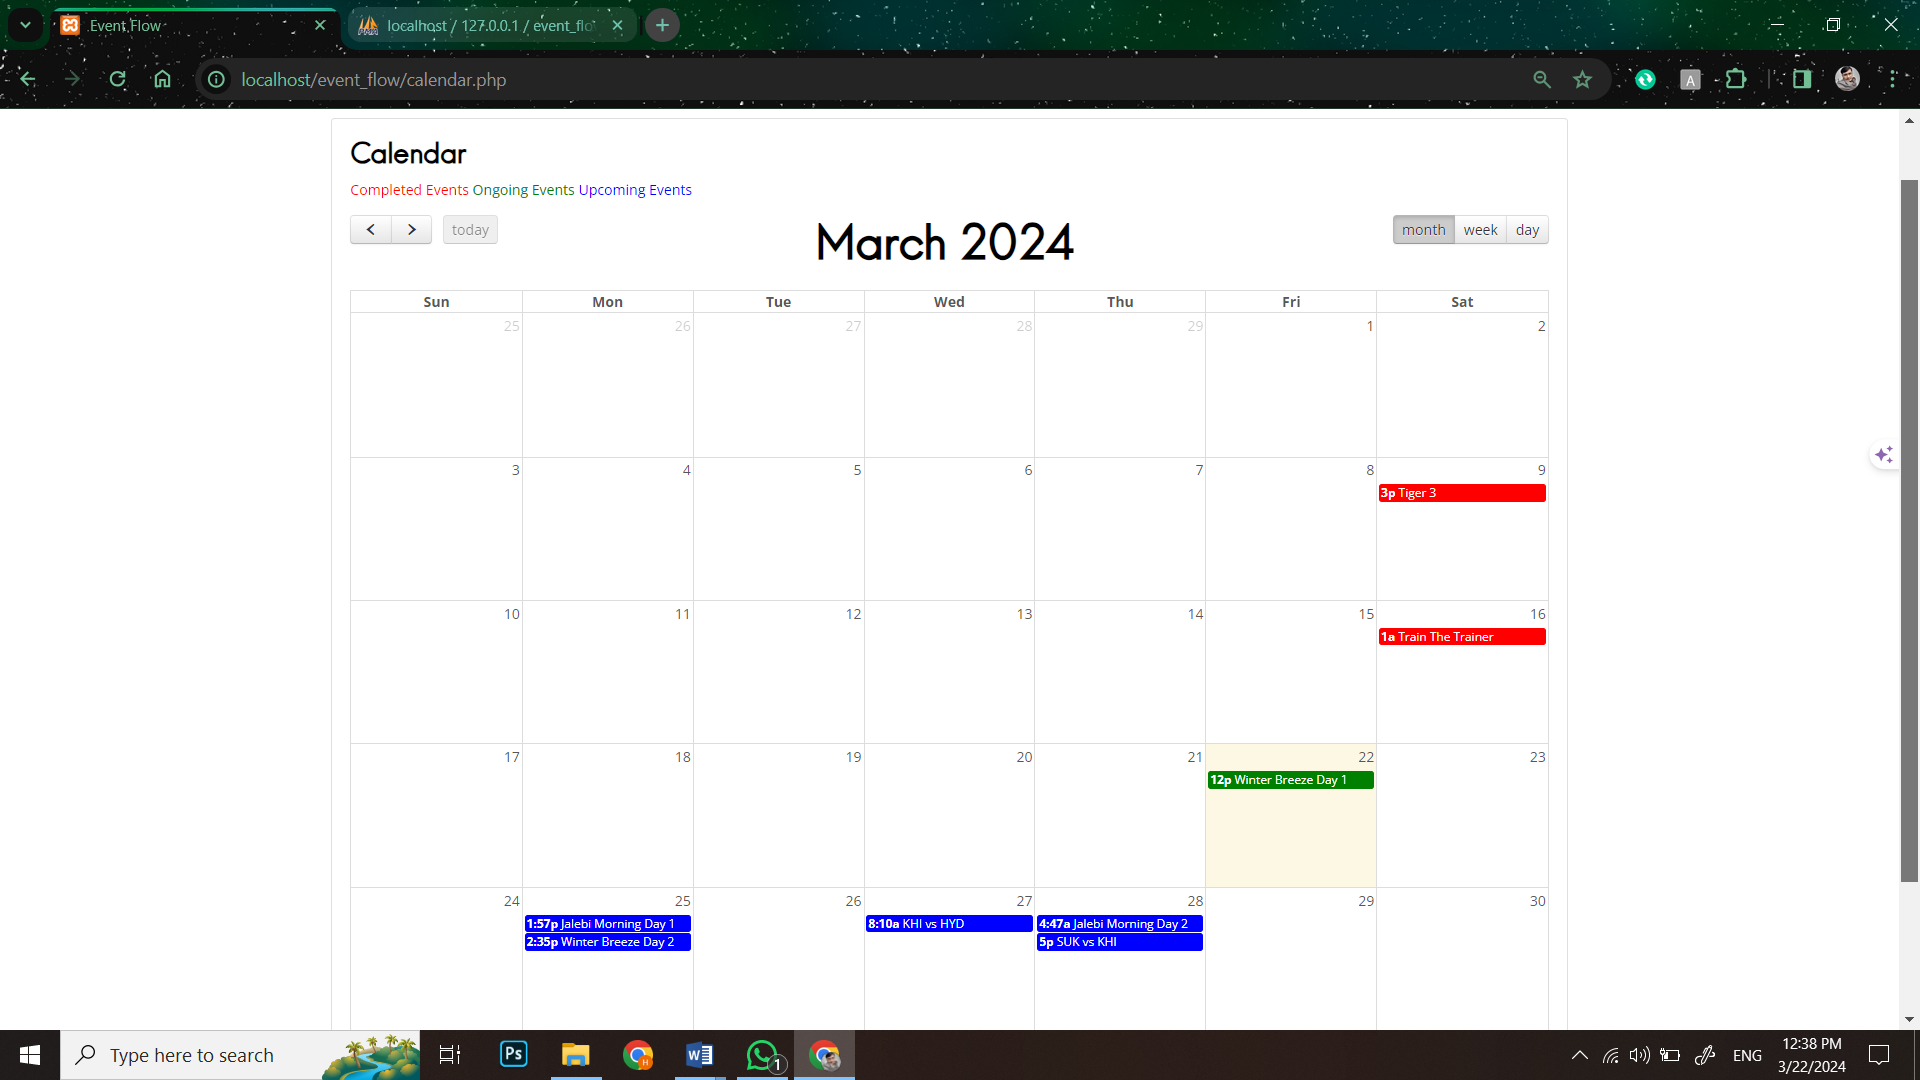 Event Flow
localhost / 127.0.0.1 / event_flo
localhost/event_flow/calendar.php
A
Calendar
Completed Events Ongoing Events Upcoming Events
today
March 2024
month week day
Sun Mon Tue Wed Thu Fri Sat
25 26 27 28 29 1 2
3 4 5 6 7 8 9
3p Tiger 3
10 11 12 13 14 15 16
1a Train The Trainer
17 18 19 20 21 22 23
12p Winter Breeze Day 1
24 25 26 27 28 29 30
1:57p Jalebi Morning Day 1 8:10a KHI vs HYD 4:47a Jalebi Morning Day 2
2:35p Winter Breeze Day 2 5p SUK vs KHI
Type here to search
Ps
H
W
1
ENG
12:38 PM
3/22/2024